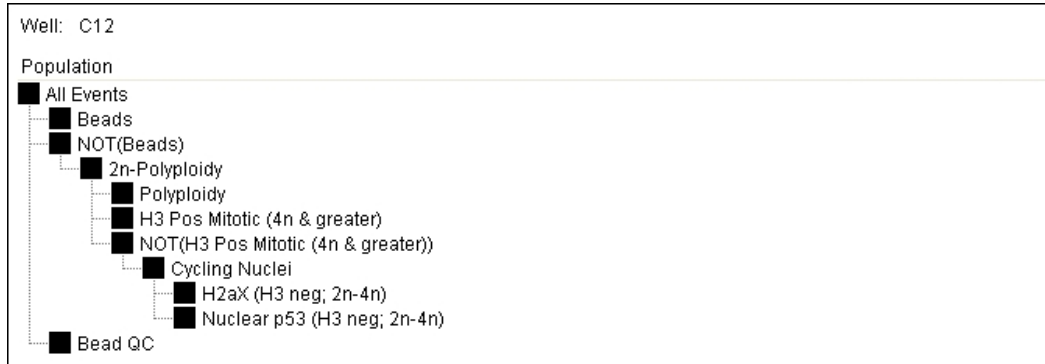 Well: C12
Population
All Events
Beads
NOT(Beads)
2n-Polyploidy
Polyploidy
H3 Pos Mitotic (4n & greater)
NOT(H3 Pos Mitotic (4n & greater))
Cycling Nuclei
H2aX (H3 neg; 2n-4n)
Nuclear p53 (H3 neg; 2n-4n)
Bead QC